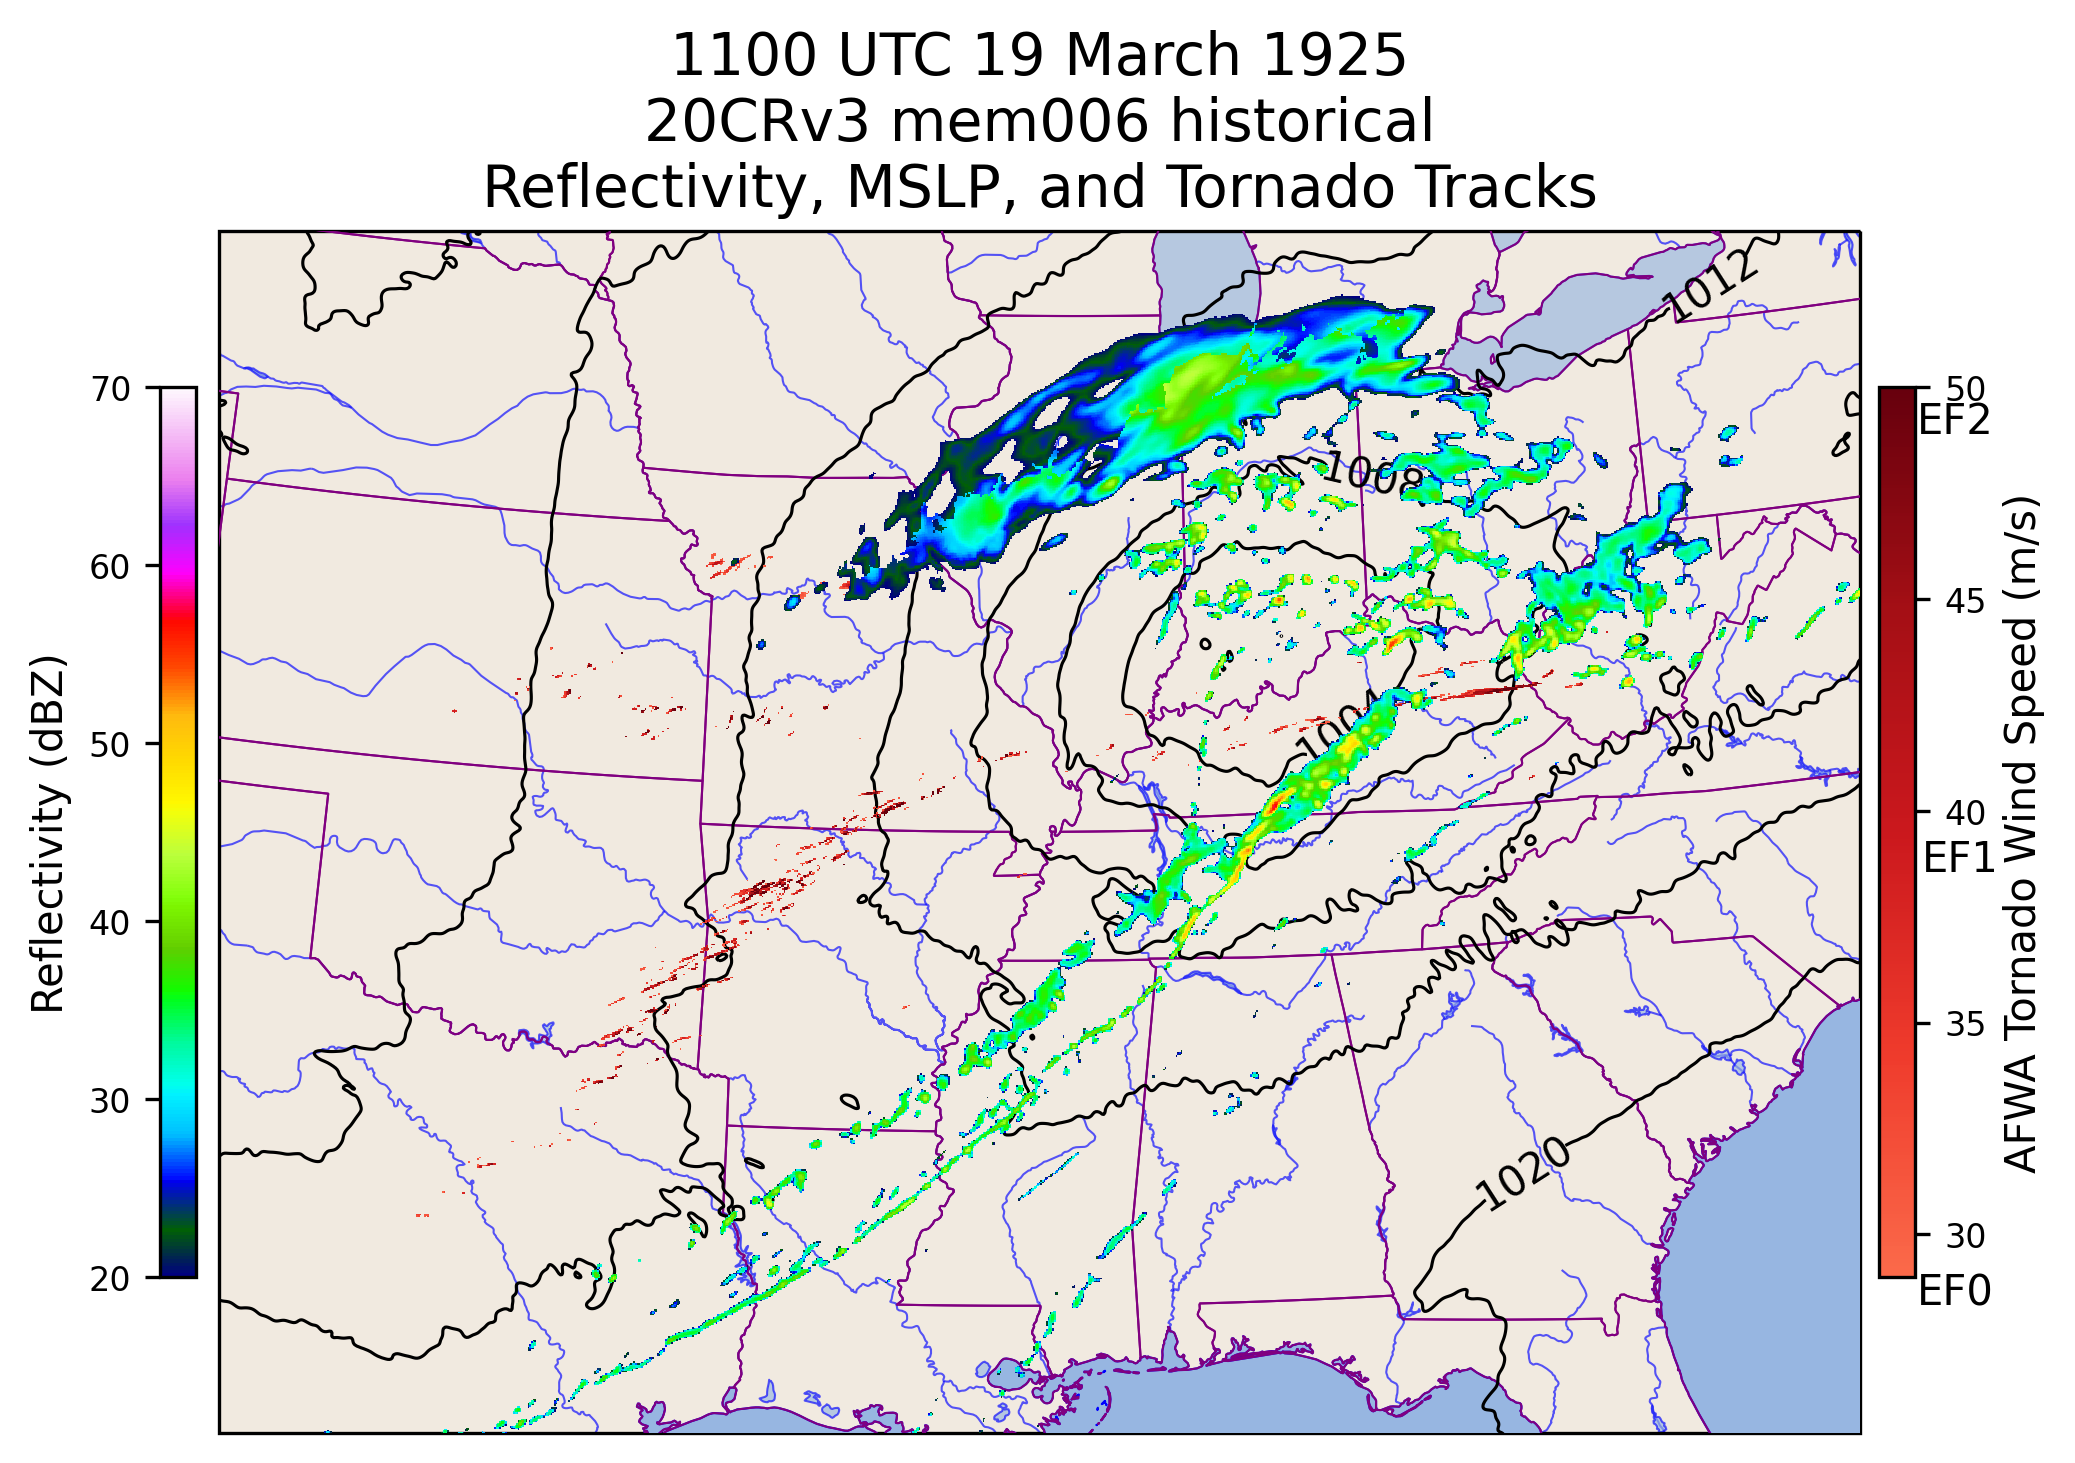 1100 UTC 19 March 1925
20CRv3 mem006 historical
Reflectivity, MSLP, and Tornado Tracks
1012
1008
1004
1020
Reflectivity (dBZ)
70
60
50
40
30
20
50
EF2
45
40
EF1
35
30
EF0
AFWA Tornado Wind Speed (m/s)